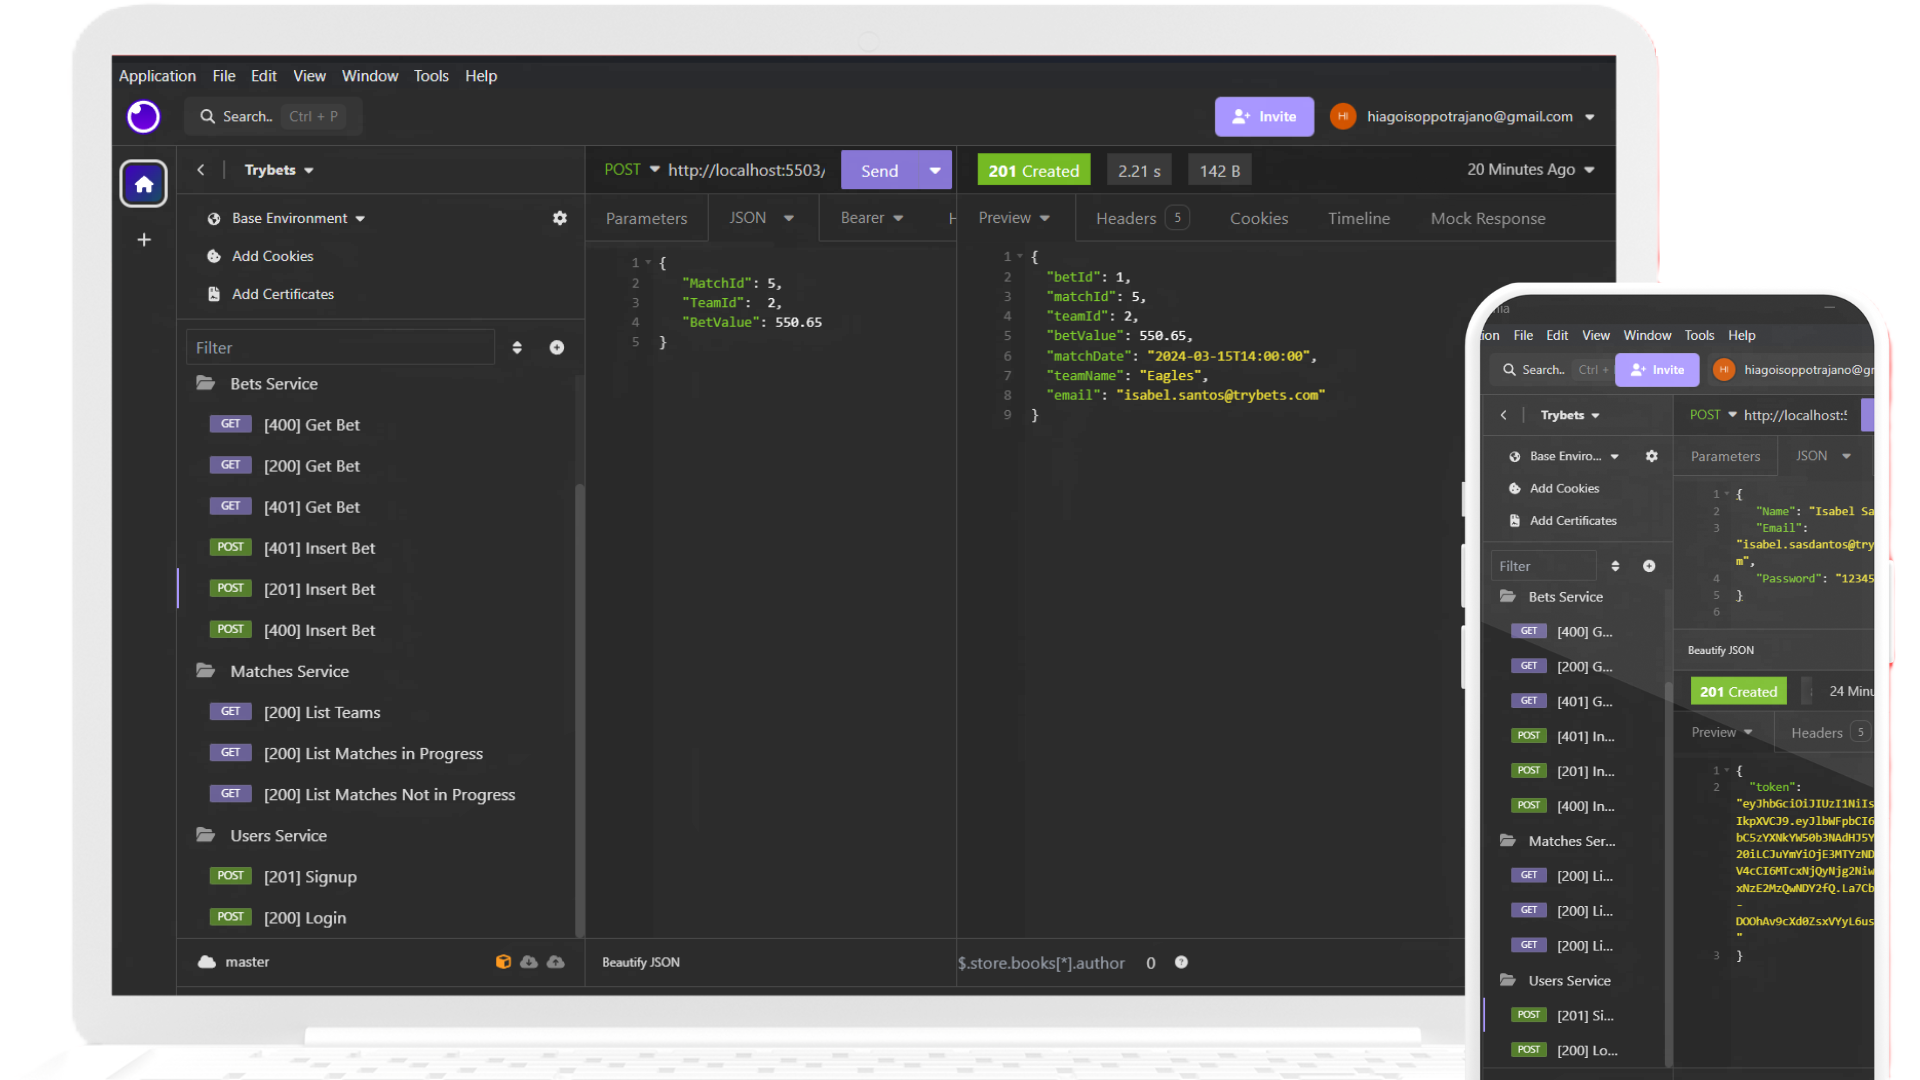 Application File Edit View Window Tools Help
Search.. Ctrl + P
Invite
HI hiagoisoppotrajano@gmail.com
Trybets
Base Environment
Add Cookies
Add Certificates
Filter
Bets Service
GET [400] Get Bet
GET [200] Get Bet
GET [401] Get Bet
POST [401] Insert Bet
POST [201] Insert Bet
POST [400] Insert Bet
Matches Service
GET [200] List Teams
GET [200] List Matches in Progress
GET [200] List Matches Not in Progress
Users Service
POST [201] Signup
POST [200] Login
master
POST http://localhost:5503/ Send
Parameters JSON Bearer H
1 {
2 "MatchId": 5,
3 "TeamId": 2,
4 "BetValue": 550.65
5 }
Beautify JSON
201 Created 2.21 s 142 B 20 Minutes Ago
Preview Headers 5 Cookies Timeline Mock Response
1 {
2 "betId": 1,
3 "matchId": 5,
4 "teamId": 2,
5 "betValue": 550.65,
6 "matchDate": "2024-03-15T14:00:00",
7 "teamName": "Eagles",
8 "email": "isabel.santos@trybets.com"
9 }
$.store.books[*].author 0 ?
nia
ion File Edit View Window Tools Help
Search.. Ctrl + Invite HI hiagoisoppotrajano@gr
Trybets
Base Enviro...
Add Cookies
Add Certificates
Filter
Bets Service
GET [400] G...
GET [200] G...
GET [401] G...
POST [401] In...
POST [201] In...
POST [400] In...
Matches Ser...
GET [200] Li...
GET [200] Li...
GET [200] Li...
Users Service
POST [201] Si...
POST [200] Lo...
POST http://localhost:5
Parameters JSON
1 {
2 "Name": "Isabel Sa
3 "Email":
"isabel.sasdantos@try
m",
4 "Password": "12345
5 }
6
Beautify JSON
201 Created 24 Minu
Preview Headers 5
1 {
2 "token":
"eyJhbGciOiJIUzI1NiIs
IkpXVCJ9.eyJlbWFpbCI6
bC5zYXNkYW50b3NAdHJ5Y
20iLCJuYmYiOjE3MTYzND
V4cCI6MTcxNjQyNjg2Niw
xNzE2MzQwNDY2fQ.La7Cb
-
DOOhAv9cXd0ZsxVYyL6us
"
3 }